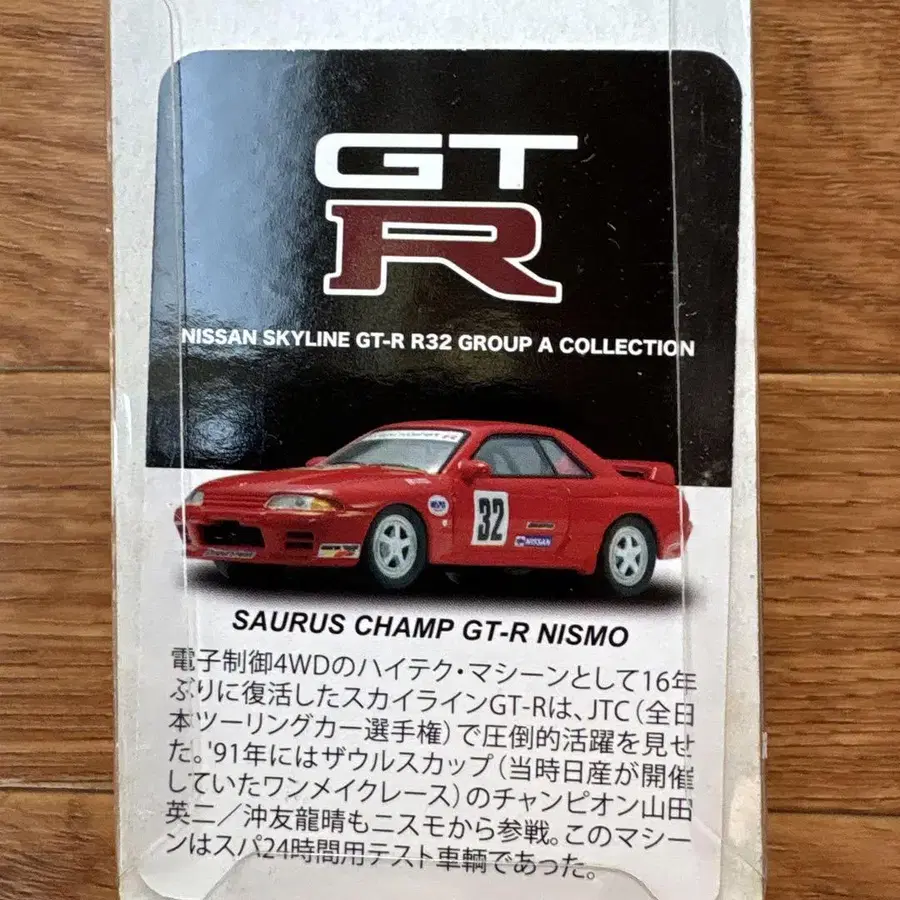 GT
R
NISSAN SKYLINE GT-R R32 GROUP A COLLECTION
32
NISSAN
SAURUS CHAMP GT-R NISMO
電子制御4WDのハイテク・マシーンとして16年
ぶりに復活したスカイラインGT-Rは、JTC（全日
本ツーリングカー選手権）で圧倒的活躍を見せ
た。'91年にはザウルスカップ（当時日産が開催
していたワンメイクレース）のチャンピオン山田
英二／沖友龍晴もニスモから参戦。このマシー
ンはスパ24時間用テスト車輌であった。